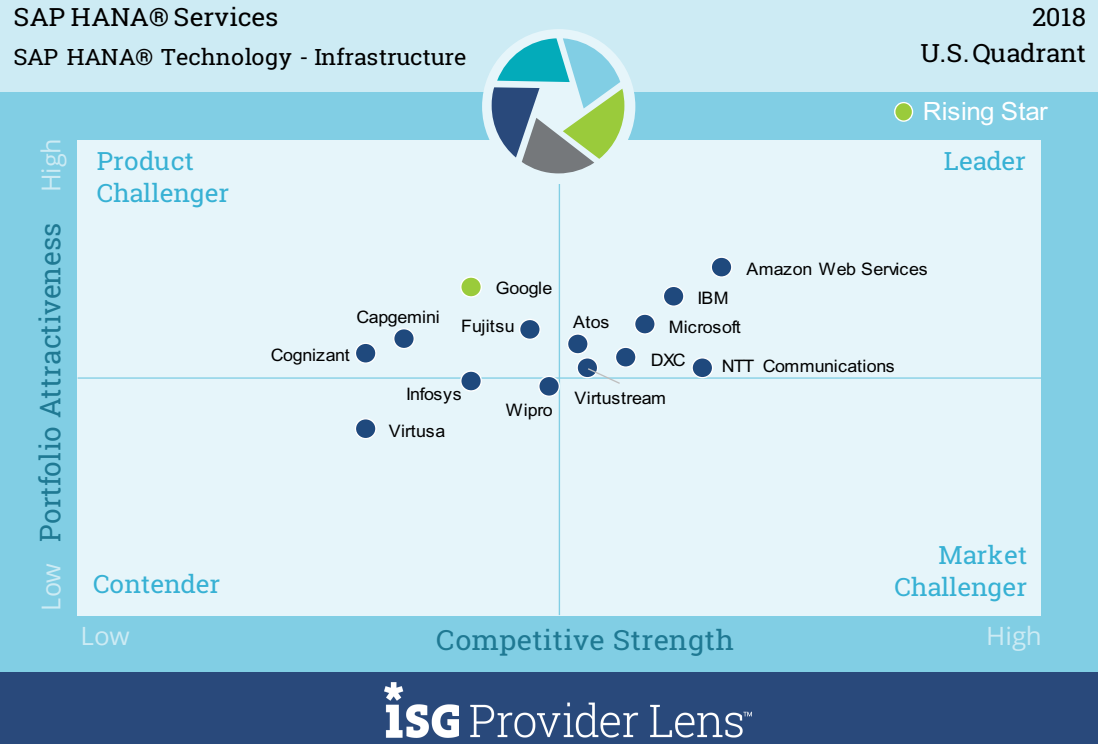 SAP HANA® Services
2018
SAP HANA® Technology - Infrastructure
U.S. Quadrant
Rising Star
High
Product
Challenger
Leader
Portfolio Attractiveness
Amazon Web Services
Google
IBM
Capgemini
Fujitsu
Atos
Microsoft
Cognizant
DXC
NTT Communications
Infosys
Wipro
Virtustream
Virtusa
Low
Contender
Market
Challenger
Low
Competitive Strength
High
ISG Provider Lens™